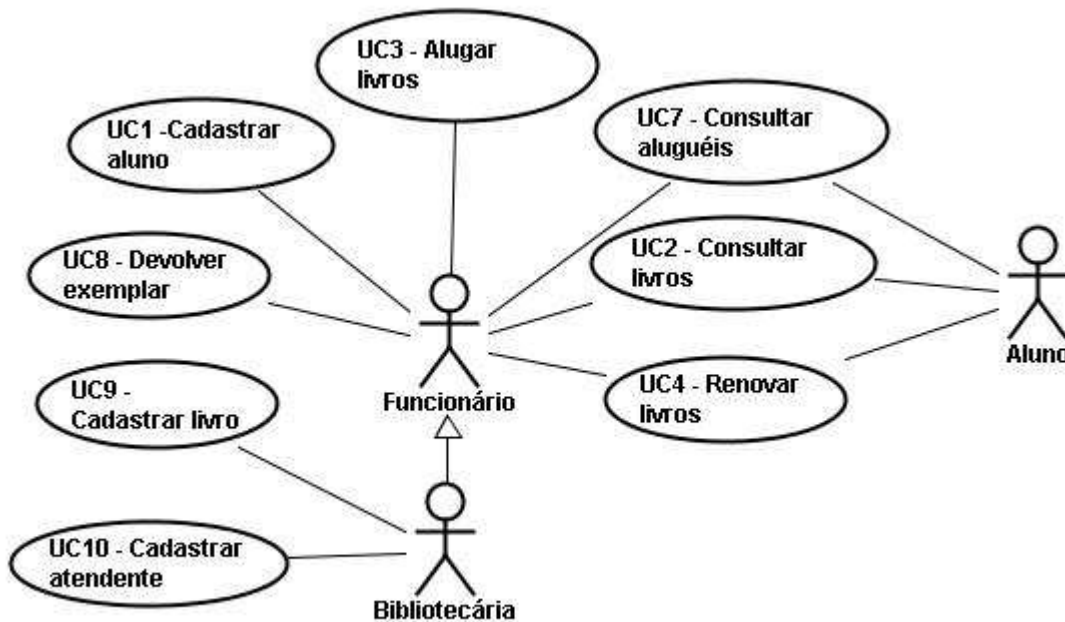 UC3 - Alugar
livros
UC1 -Cadastrar
aluno
UC7 - Consultar
aluguéis
UC8 - Devolver
exemplar
UC2 - Consultar
livros
Aluno
UC9 -
Cadastrar livro
Funcionário
UC4 - Renovar
livros
UC10 - Cadastrar
atendente
Bibliotecária